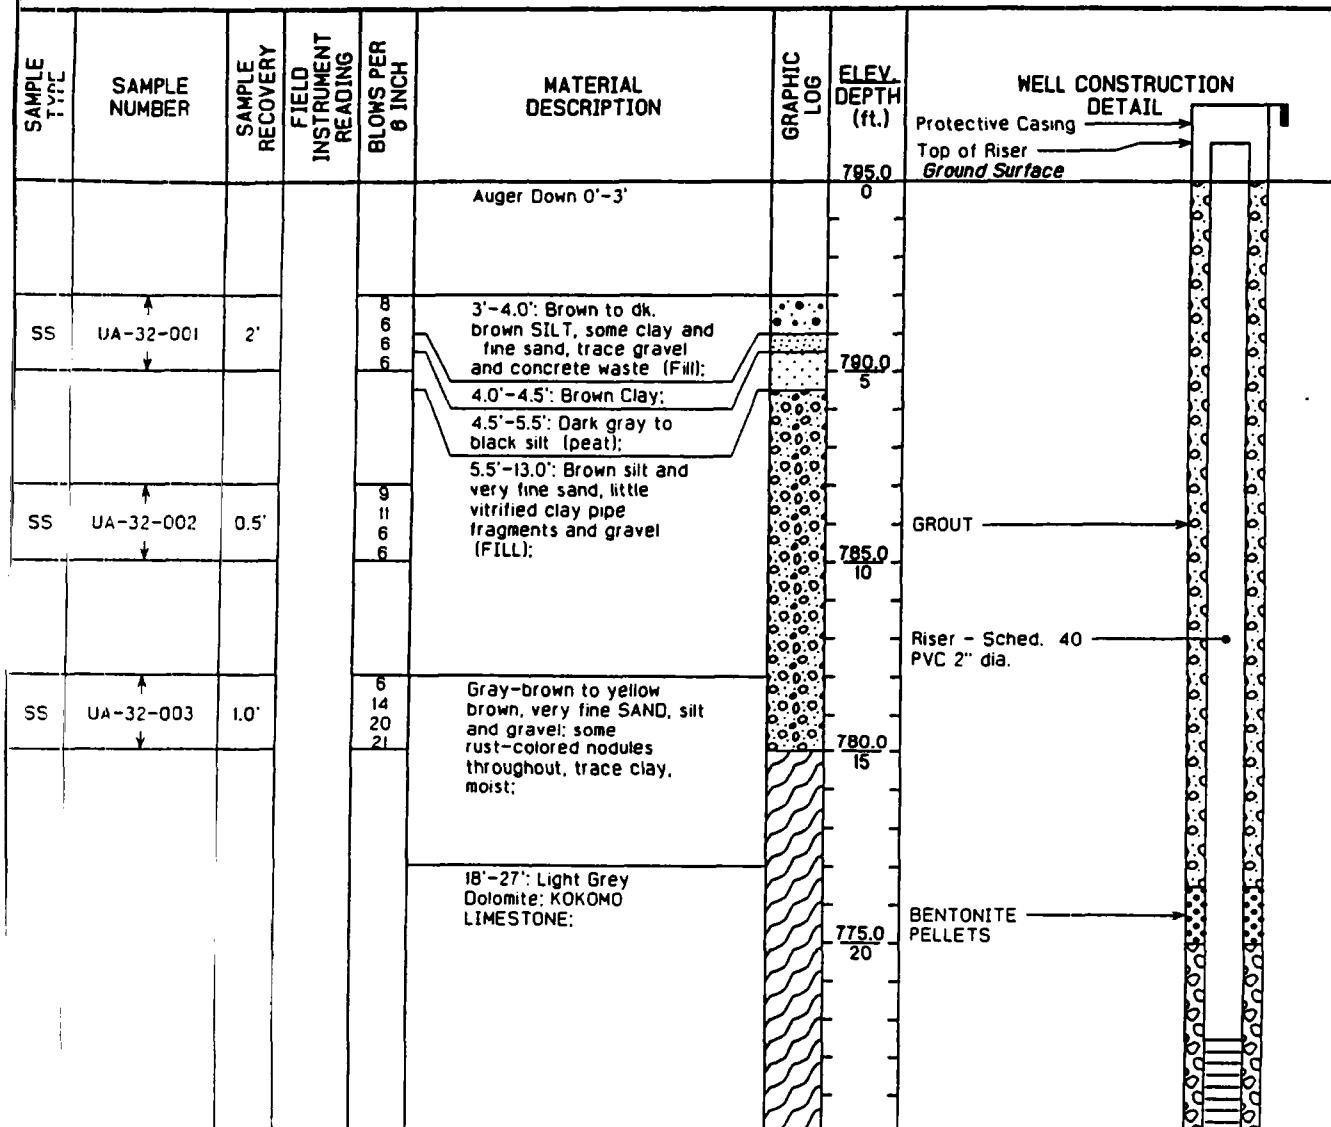 SAMPLE
TYPE
SAMPLE
NUMBER
SAMPLE
RECOVERY
FIELD
INSTRUMENT
READING
BLOWS PER
6 INCH
MATERIAL
DESCRIPTION
GRAPHIC
LOG
ELEV.
DEPTH
(ft.)
WELL CONSTRUCTION
DETAIL
Protective Casing
Top of Riser
Ground Surface
795.0
0
Auger Down 0'-3'
SS
UA-32-001
2'
8
6
6
6
3'-4.0': Brown to dk.
brown SILT, some clay and
fine sand, trace gravel
and concrete waste (Fill);
790.0
5
4.0'-4.5': Brown Clay;
4.5'-5.5': Dark gray to
black silt (peat);
5.5'-13.0': Brown silt and
very fine sand, little
vitrified clay pipe
fragments and gravel
(FILL);
SS
UA-32-002
0.5'
9
11
6
6
GROUT
785.0
10
Riser - Sched. 40
PVC 2" dia.
SS
UA-32-003
1.0'
6
14
20
21
Gray-brown to yellow
brown, very fine SAND, silt
and gravel; some
rust-colored nodules
throughout, trace clay,
moist;
780.0
15
18'-27': Light Grey
Dolomite; KOKOMO
LIMESTONE;
BENTONITE
PELLETS
775.0
20